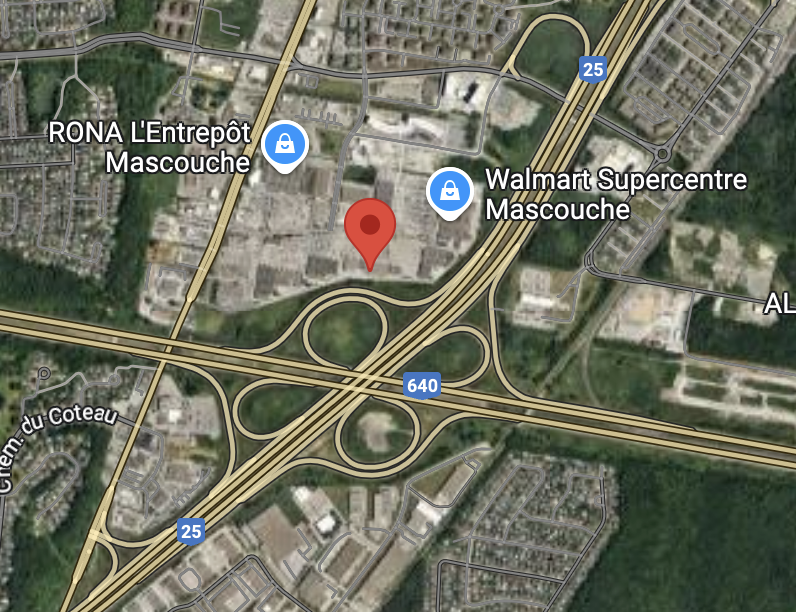 25
RONA L'Entrepôt
Mascouche
Walmart Supercentre
Mascouche
AL
640
Chem. du Coteau
25